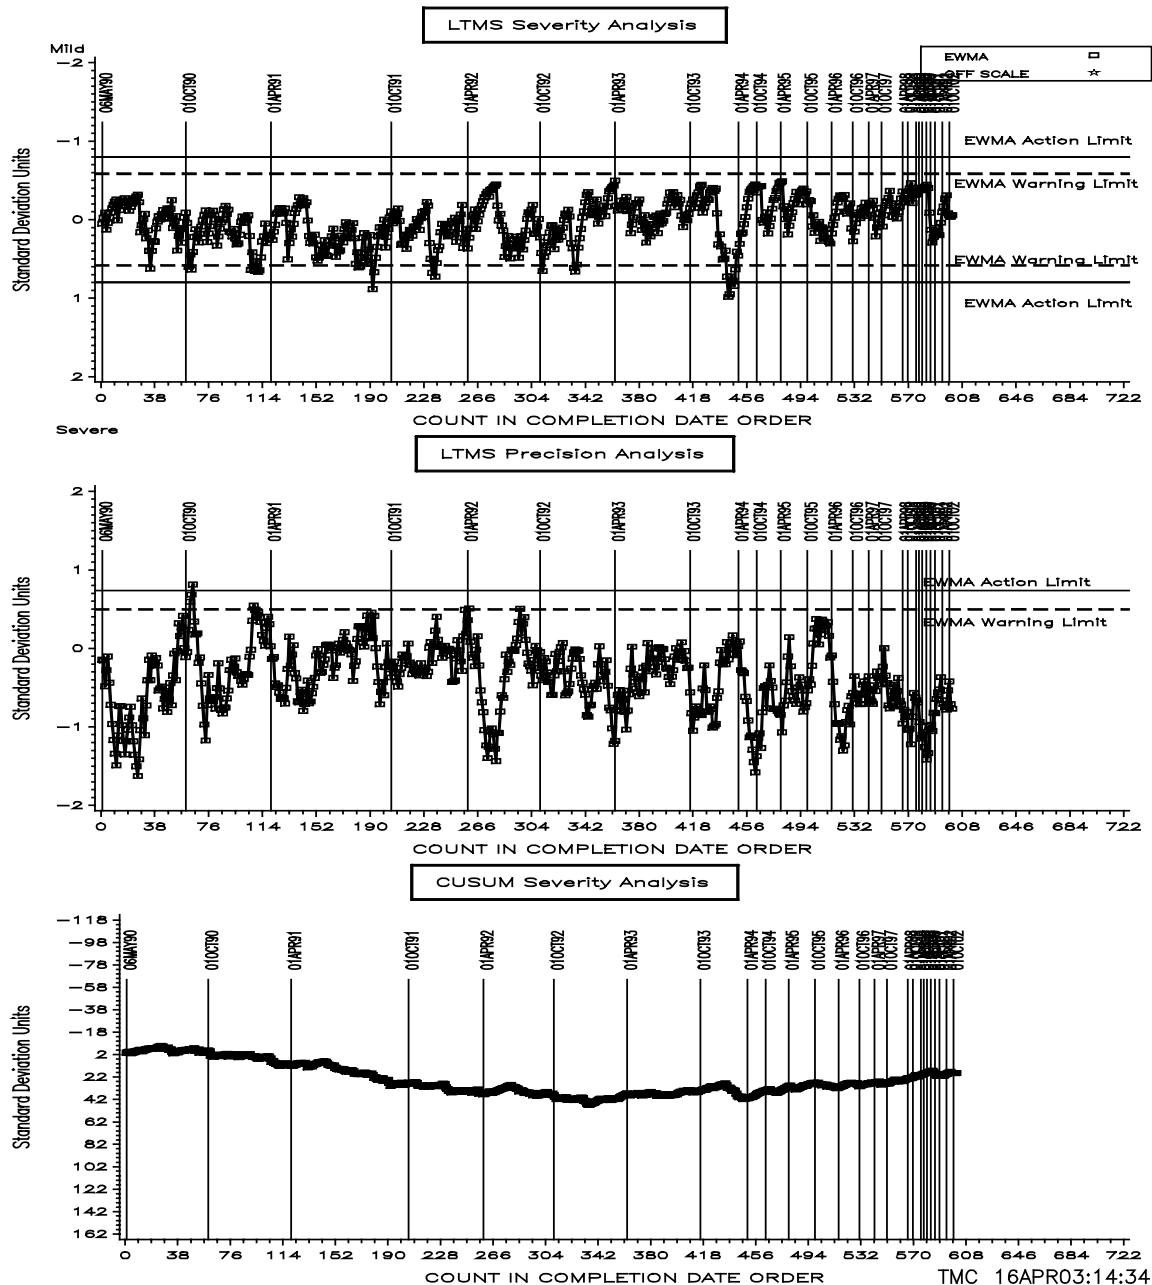 LTMS Severity Analysis
Mild
EWMA
OFF SCALE
-2
-1
0
1
2
Standard Deviation Units
06MAY90
01OCT90
01APR91
01OCT91
01APR92
01OCT92
01APR93
01OCT93
01APR94
01OCT94
01APR95
01OCT95
01APR96
01OCT96
01APR97
01OCT97
01APR98
01OCT02
EWMA Action Limit
EWMA Warning Limit
EWMA Warning Limit
EWMA Action Limit
0 38 76 114 152 190 228 266 304 342 380 418 456 494 532 570 608 646 684 722
COUNT IN COMPLETION DATE ORDER
Severe
LTMS Precision Analysis
2
1
0
-1
-2
Standard Deviation Units
06MAY90
01OCT90
01APR91
01OCT91
01APR92
01OCT92
01APR93
01OCT93
01APR94
01OCT94
01APR95
01OCT95
01APR96
01OCT96
01APR97
01OCT97
01APR98
01OCT02
EWMA Action Limit
EWMA Warning Limit
0 38 76 114 152 190 228 266 304 342 380 418 456 494 532 570 608 646 684 722
COUNT IN COMPLETION DATE ORDER
CUSUM Severity Analysis
-118
-98
-78
-58
-38
-18
2
22
42
62
82
102
122
142
162
Standard Deviation Units
06MAY90
01OCT90
01APR91
01OCT91
01APR92
01OCT92
01APR93
01OCT93
01APR94
01OCT94
01APR95
01OCT95
01APR96
01OCT96
01APR97
01OCT97
01APR98
01OCT02
0 38 76 114 152 190 228 266 304 342 380 418 456 494 532 570 608 646 684 722
COUNT IN COMPLETION DATE ORDER
TMC 16APR03:14:34